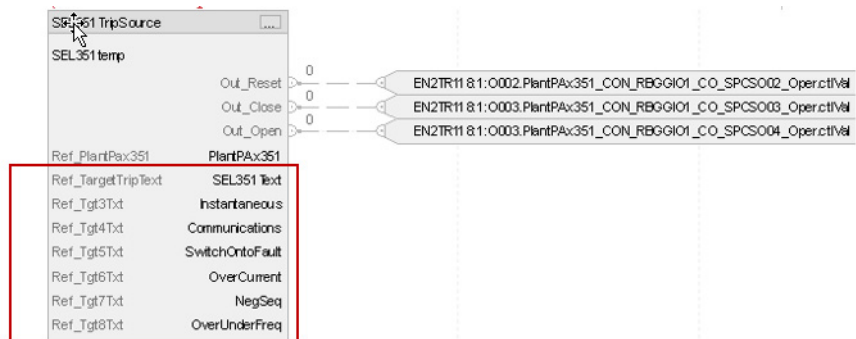 SEL351 TripSource ...
SEL351temp
Out_Reset 0 EN2TR11 8:1:O002.PlantPAx351_CON_RBGGIO1_CO_SPCSO02_Oper.ctlVal
Out_Close 0 EN2TR11 8:1:O003.PlantPAx351_CON_RBGGIO1_CO_SPCSO03_Oper.ctlVal
Out_Open 0 EN2TR11 8:1:O003.PlantPAx351_CON_RBGGIO1_CO_SPCSO04_Oper.ctlVal
Ref_PlantPax351 PlantPAx351
Ref_TargetTripText SEL351Text
Ref_Tgt3Txt Instantaneous
Ref_Tgt4Txt Communications
Ref_Tgt5Txt SwitchOntoFault
Ref_Tgt6Txt OverCurrent
Ref_Tgt7Txt NegSeq
Ref_Tgt8Txt OverUnderFreq